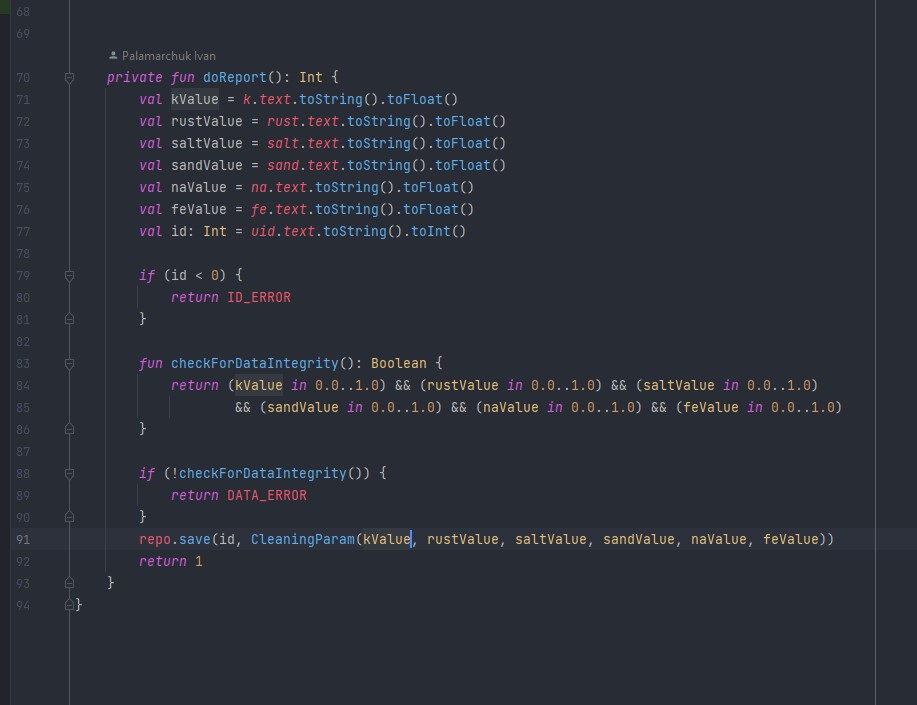 68
69
Palamarchuk Ivan
70 private fun doReport(): Int {
71 val kValue = k.text.toString().toFloat()
72 val rustValue = rust.text.toString().toFloat()
73 val saltValue = salt.text.toString().toFloat()
74 val sandValue = sand.text.toString().toFloat()
75 val naValue = na.text.toString().toFloat()
76 val feValue = fe.text.toString().toFloat()
77 val id: Int = uid.text.toString().toInt()
78
79 if (id < 0) {
80 return ID_ERROR
81 }
82
83 fun checkForDataIntegrity(): Boolean {
84 return (kValue in 0.0..1.0) && (rustValue in 0.0..1.0) && (saltValue in 0.0..1.0)
85 && (sandValue in 0.0..1.0) && (naValue in 0.0..1.0) && (feValue in 0.0..1.0)
86 }
87
88 if (!checkForDataIntegrity()) {
89 return DATA_ERROR
90 }
91 repo.save(id, CleaningParam(kValue, rustValue, saltValue, sandValue, naValue, feValue))
92 return 1
93 }
94 }